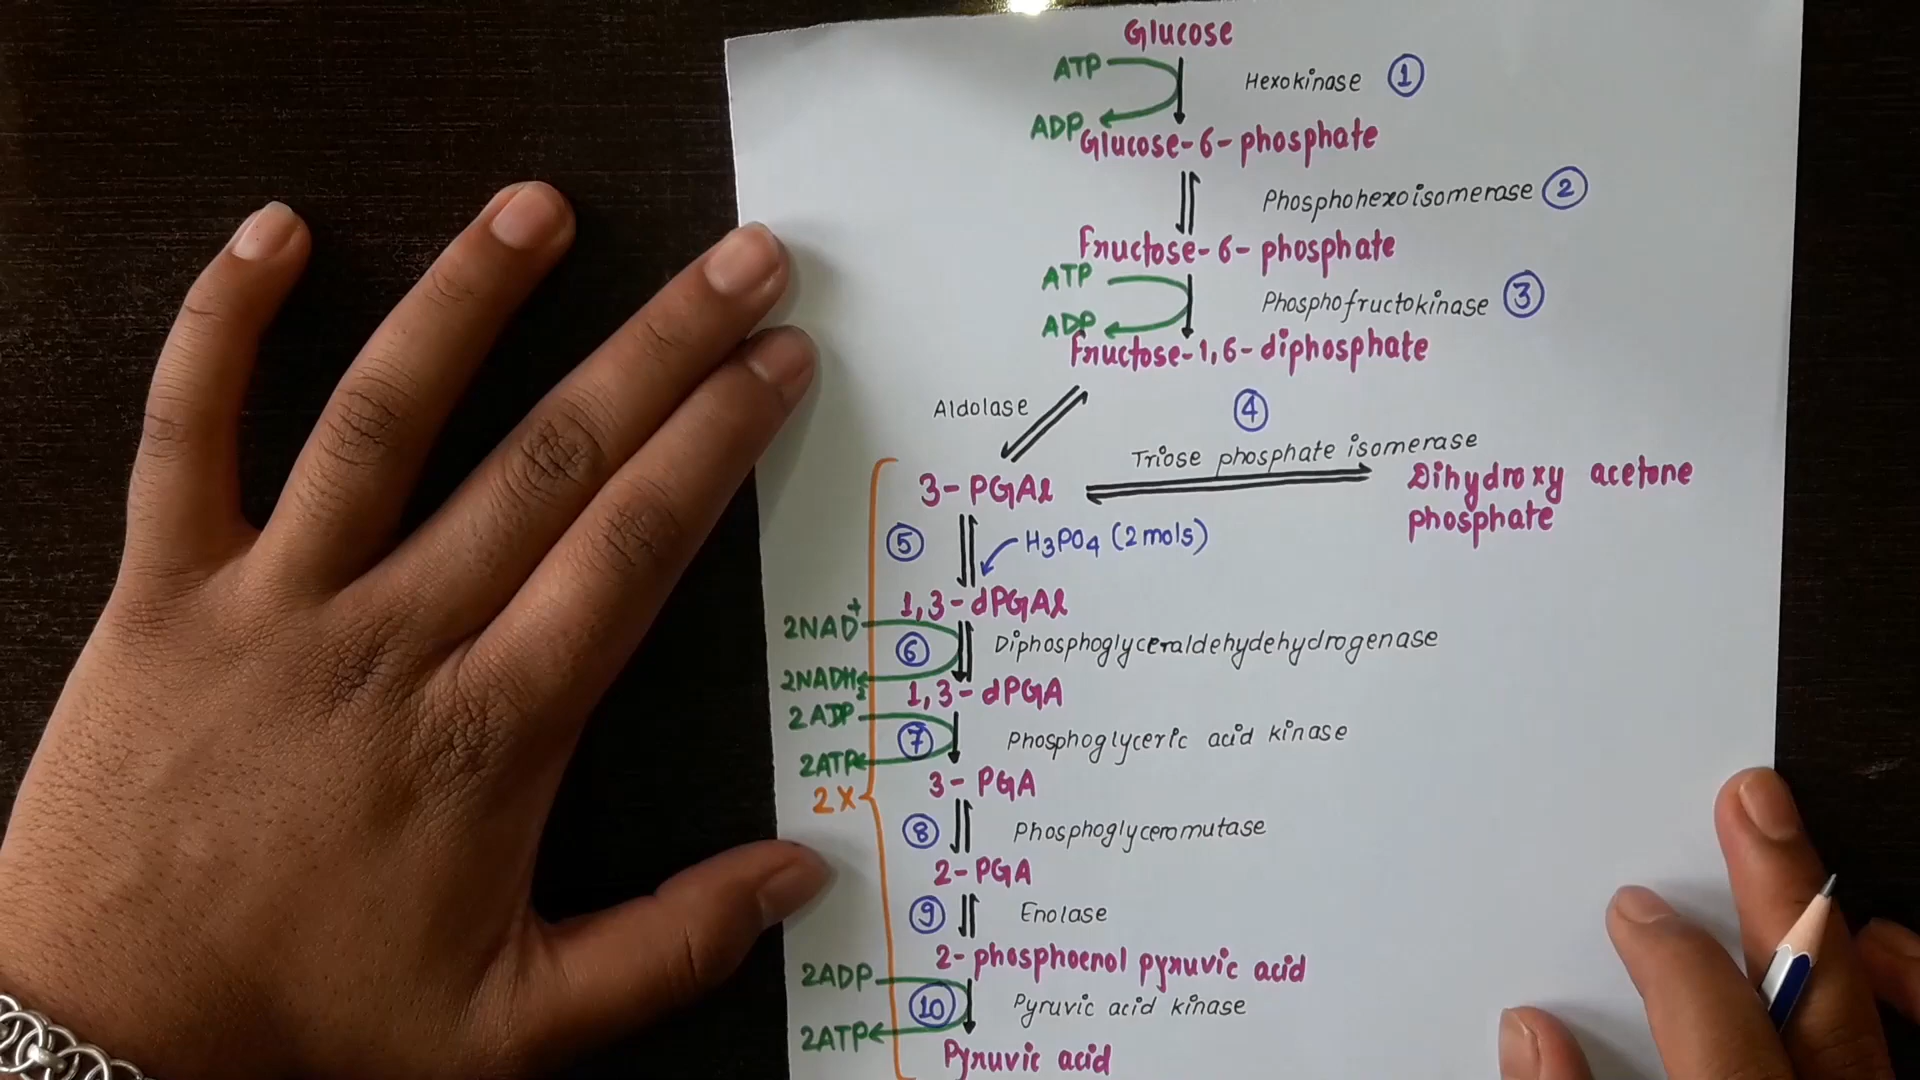 Glucose
ATP
Hexokinase 1
ADP
Glucose-6-phosphate
Phosphohexoisomerase 2
Fructose-6-phosphate
ATP
Phosphofructokinase 3
ADP
Fructose-1,6-diphosphate
Aldolase
4
Triose phosphate isomerase
3-PGAl
Dihydroxy acetone
phosphate
5
H3PO4 (2 mols)
1,3-dPGAl
2NAD+
6
Diphosphoglyceraldehydehydrogenase
2NADH2
1,3-dPGA
2ADP
7
Phosphoglyceric acid kinase
2ATP
3-PGA
2X
8
Phosphoglyceromutase
2-PGA
9
Enolase
2-phosphoenol pyruvic acid
2ADP
10
Pyruvic acid kinase
2ATP
Pyruvic acid